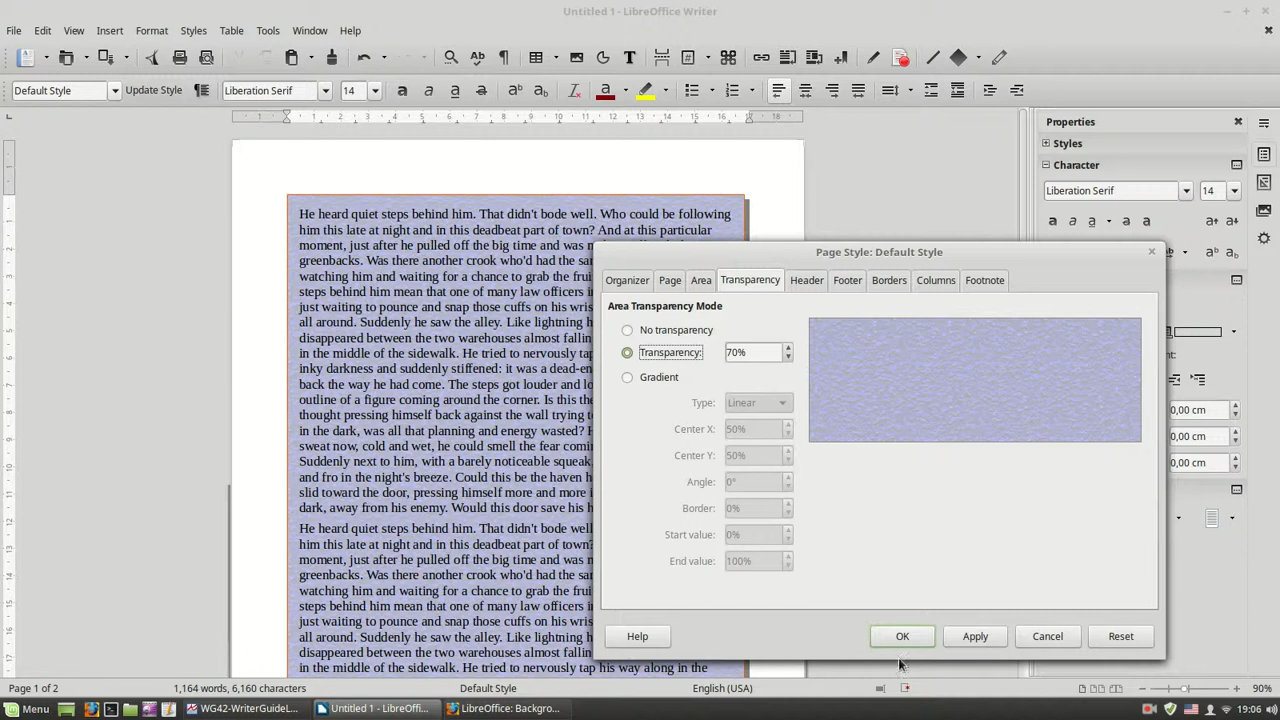 Untitled 1 - LibreOffice Writer
File Edit View Insert Format Styles Table Tools Window Help
Default Style Update Style Liberation Serif 14
1 1 2 3 4 5 6 7 8 9 10 11 12 13 14 15 16 18
Properties
Styles
Character
Liberation Serif 14
He heard quiet steps behind him. That didn't bode well. Who could be following
him this late at night and in this deadbeat part of town? And at this particular
moment, just after he pulled off the big time and was
greenbacks. Was there another crook who'd had the
watching him and waiting for a chance to grab the
steps behind him mean that one of many law officers
just waiting to pounce and snap those cuffs on his
all around. Suddenly he saw the alley. Like lightning
disappeared between the two warehouses almost
in the middle of the sidewalk. He tried to nervously
inky darkness and suddenly stiffened: it was a
back the way he had come. The steps got louder and
outline of a figure coming around the corner. Is this
thought pressing himself back against the wall trying
in the dark, was all that planning and energy wasted?
sweat now, cold and wet, he could smell the fear
Suddenly next to him, with a barely noticeable
and fro in the night's breeze. Could this be the haven
slid toward the door, pressing himself more and more
dark, away from his enemy. Would this door save his
He heard quiet steps behind him. That didn't bode well.
him this late at night and in this deadbeat part of town?
moment, just after he pulled off the big time and was
greenbacks. Was there another crook who'd had the
watching him and waiting for a chance to grab the
steps behind him mean that one of many law officers
just waiting to pounce and snap those cuffs on his
all around. Suddenly he saw the alley. Like lightning
disappeared between the two warehouses almost
in the middle of the sidewalk. He tried to nervously tap his way along in the
Page Style: Default Style
Organizer Page Area Transparency Header Footer Borders Columns Footnote
Area Transparency Mode
No transparency
Transparency: 70%
Gradient
Type: Linear
Center X: 50%
Center Y: 50%
Angle: 0°
Border: 0%
Start value: 0%
End value: 100%
Help OK Apply Cancel Reset
0,00 cm
0,00 cm
0,00 cm
Page 1 of 2 1,164 words, 6,160 characters Default Style English (USA) 90%
Menu WG42-WriterGuideL... Untitled 1 - LibreOffi... LibreOffice: Backgro... 19:06